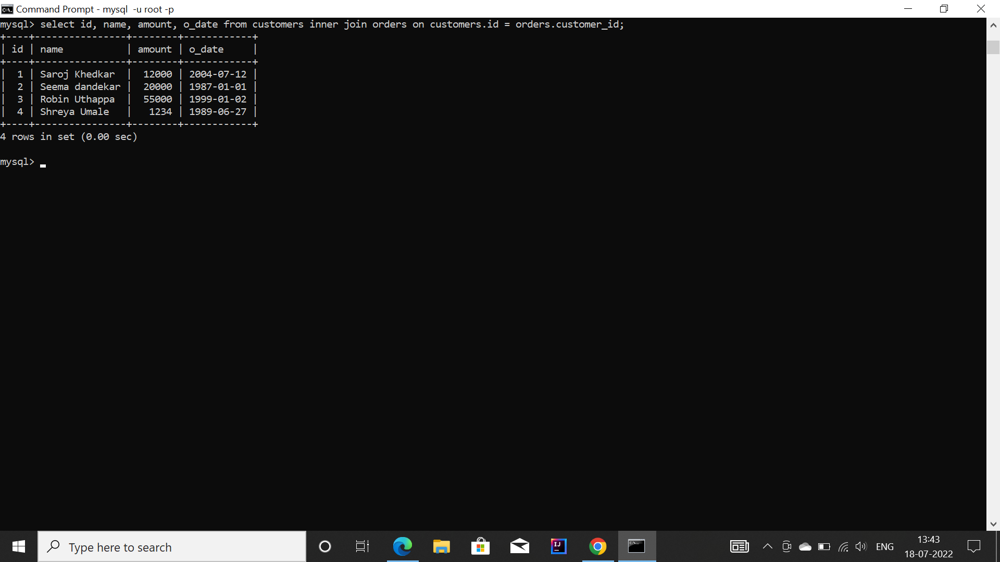 Command Prompt - mysql  -u root -p
mysql> select id, name, amount, o_date from customers inner join orders on customers.id = orders.customer_id;
+----+----------------+--------+------------+
| id | name           | amount | o_date     |
+----+----------------+--------+------------+
|  1 | Saroj Khedkar  |  12000 | 2004-07-12 |
|  2 | Seema dandekar |  20000 | 1987-01-01 |
|  3 | Robin Uthappa  |  55000 | 1999-01-02 |
|  4 | Shreya Umale   |   1234 | 1989-06-27 |
+----+----------------+--------+------------+
4 rows in set (0.00 sec)
mysql>
Type here to search
ENG
13:43
18-07-2022